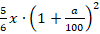 5/6 x · (1 + a/100)²